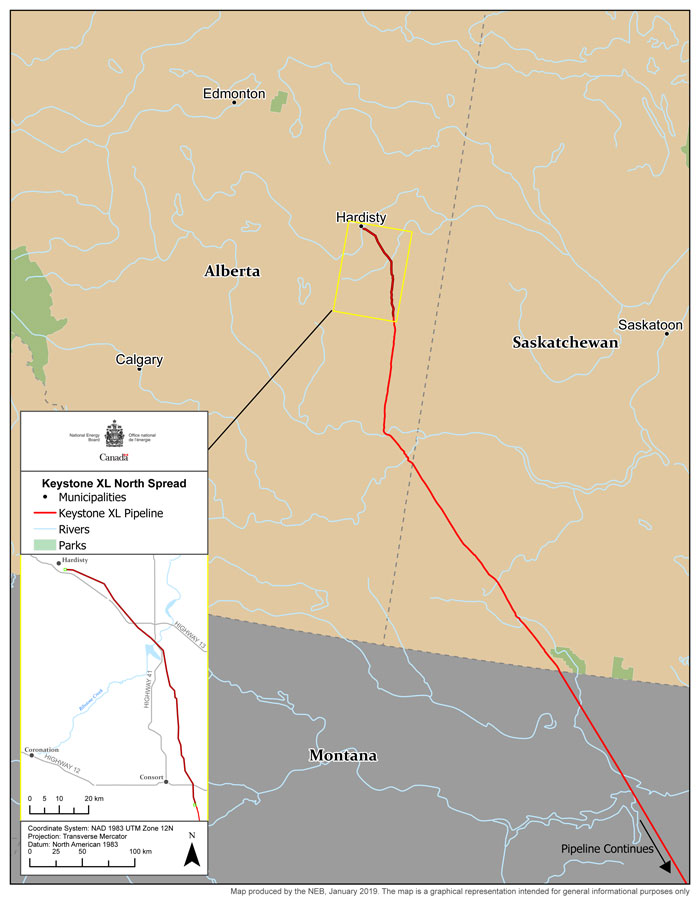 Edmonton
Hardisty
Alberta
Saskatoon
Saskatchewan
Calgary
National Energy Board
Office national de l'énergie
Canada
Keystone XL North Spread
Municipalities
Keystone XL Pipeline
Rivers
Parks
Hardisty
HIGHWAY 13
HIGHWAY 41
Coronation
HIGHWAY 12
Consort
0 5 10 20 km
Coordinate System: NAD 1983 UTM Zone 12N
Projection: Transverse Mercator
Datum: North American 1983
0 25 50 100 km
N
Montana
Pipeline Continues
Map produced by the NEB, January 2019. The map is a graphical representation intended for general informational purposes only